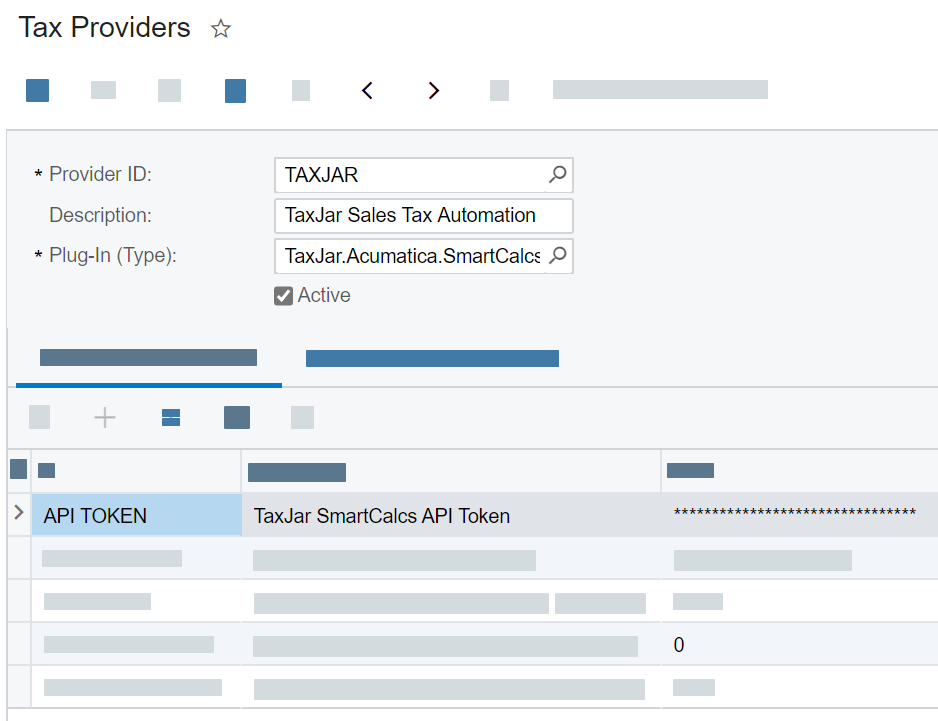 Tax Providers
* Provider ID: TAXJAR
Description: TaxJar Sales Tax Automation
* Plug-In (Type): TaxJar.Acumatica.SmartCalcs
Active
API TOKEN TaxJar SmartCalcs API Token ********************************
0